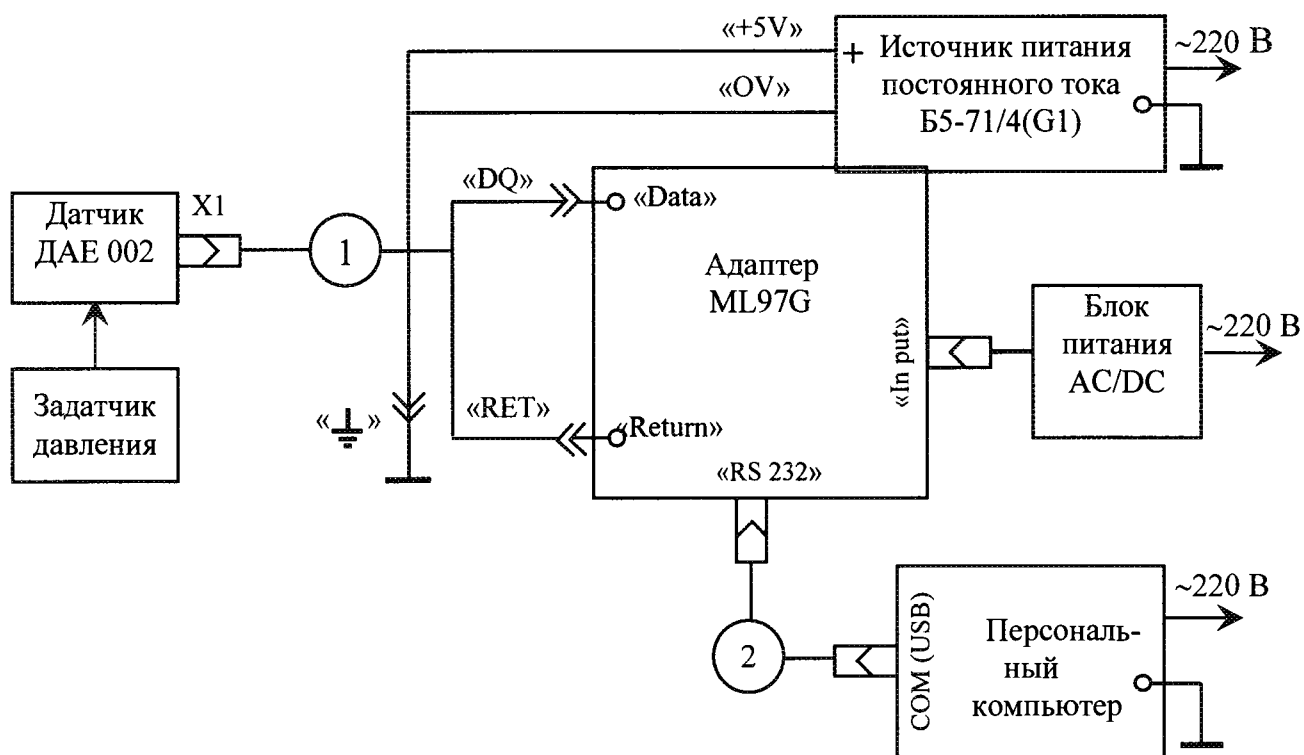 «+5V»
+
Источник питания
постоянного тока
Б5-71/4(G1)
~220 В
«OV»
«DQ»
«Data»
Датчик
ДАЕ 002
X1
1
Адаптер
ML97G
«In put»
Блок
питания
AC/DC
~220 В
Задатчик
давления
« »
«RET»
«Return»
«RS 232»
2
COM (USB)
Персональ-
ный
компьютер
~220 В